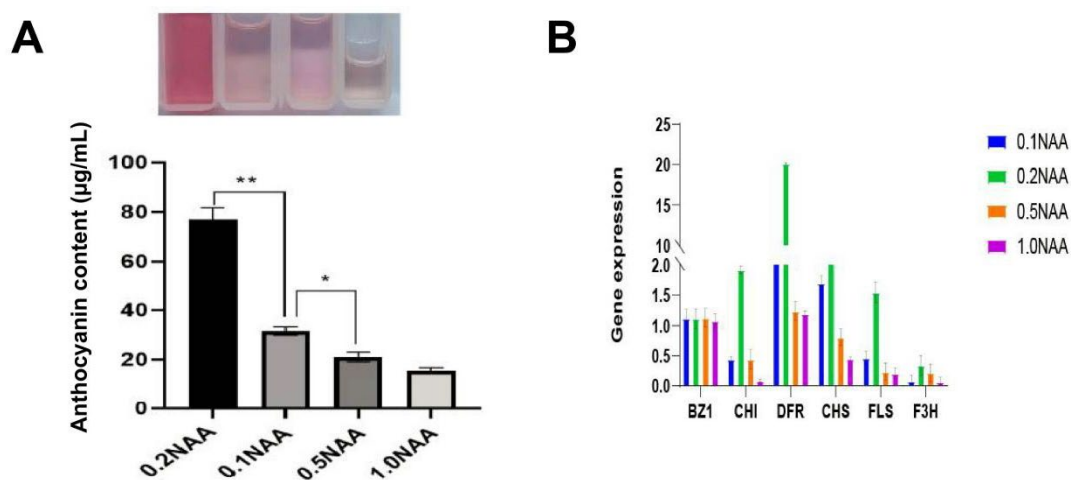 A
Anthocyanin content (µg/mL)
100
80
60
40
20
0
**
*
0.2NAA
0.1NAA
0.5NAA
1.0NAA
B
Gene expression
25
20
15
10
2.0
1.5
1.0
0.5
0.0
BZ1 CHI DFR CHS FLS F3H
0.1NAA
0.2NAA
0.5NAA
1.0NAA